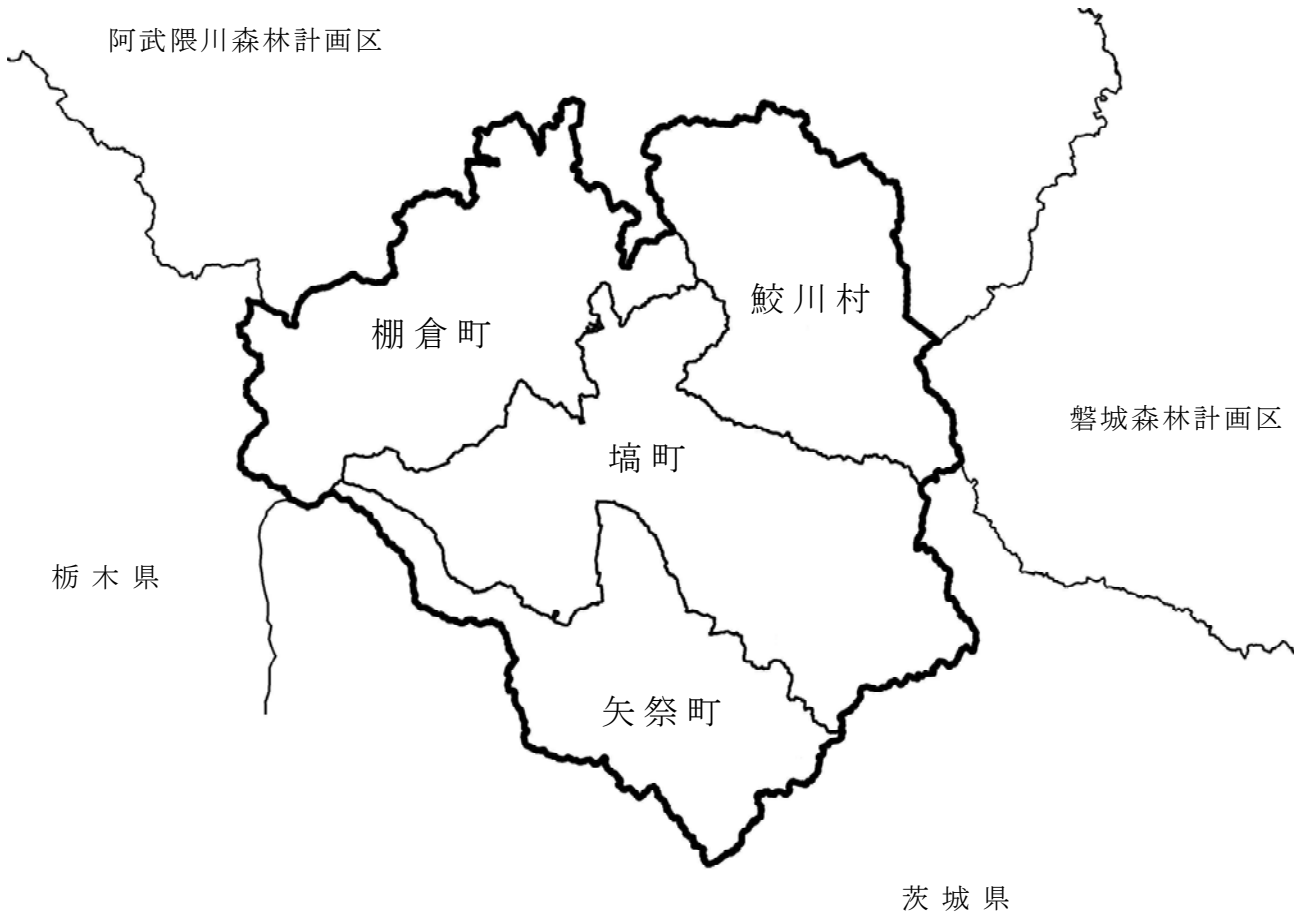 阿武隈川森林計画区
鮫川村
棚倉町
磐城森林計画区
塙町
栃木県
矢祭町
茨城県